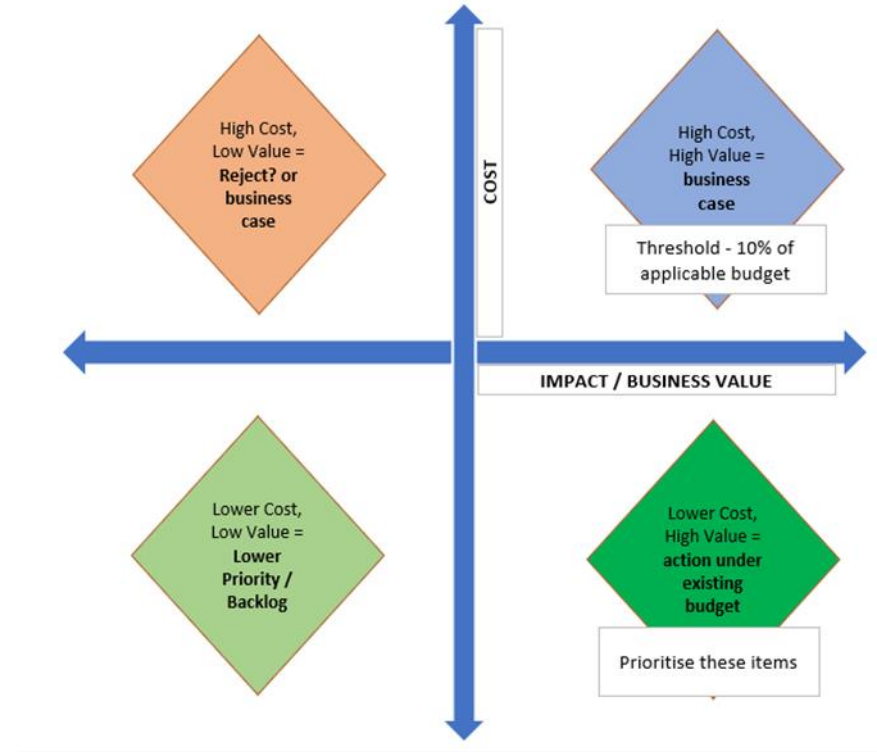 High Cost,
Low Value =
Reject? or
business
case
COST
High Cost,
High Value =
business
case
Threshold - 10% of
applicable budget
IMPACT / BUSINESS VALUE
Lower Cost,
Low Value =
Lower
Priority /
Backlog
Lower Cost,
High Value =
action under
existing
budget
Prioritise these items